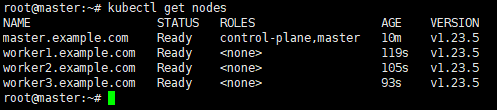 root@master:~# kubectl get nodes
NAME                 STATUS   ROLES                  AGE    VERSION
master.example.com   Ready    control-plane,master   10m    v1.23.5
worker1.example.com  Ready    <none>                 119s   v1.23.5
worker2.example.com  Ready    <none>                 105s   v1.23.5
worker3.example.com  Ready    <none>                 93s    v1.23.5
root@master:~#